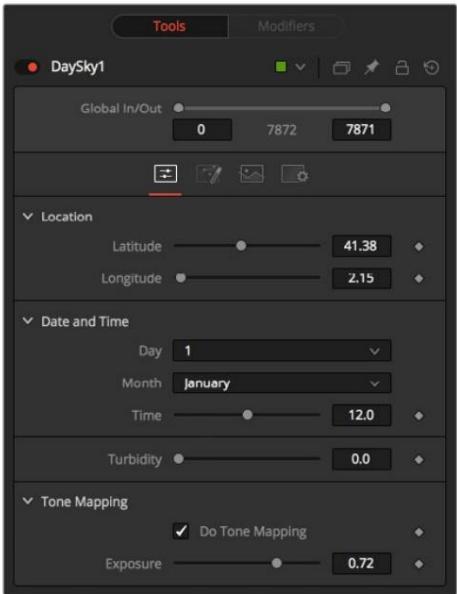 Tools Modifiers
DaySky1
Global In/Out
0 7872 7871
Location
Latitude 41.38
Longitude 2.15
Date and Time
Day 1
Month January
Time 12.0
Turbidity 0.0
Tone Mapping
Do Tone Mapping
Exposure 0.72